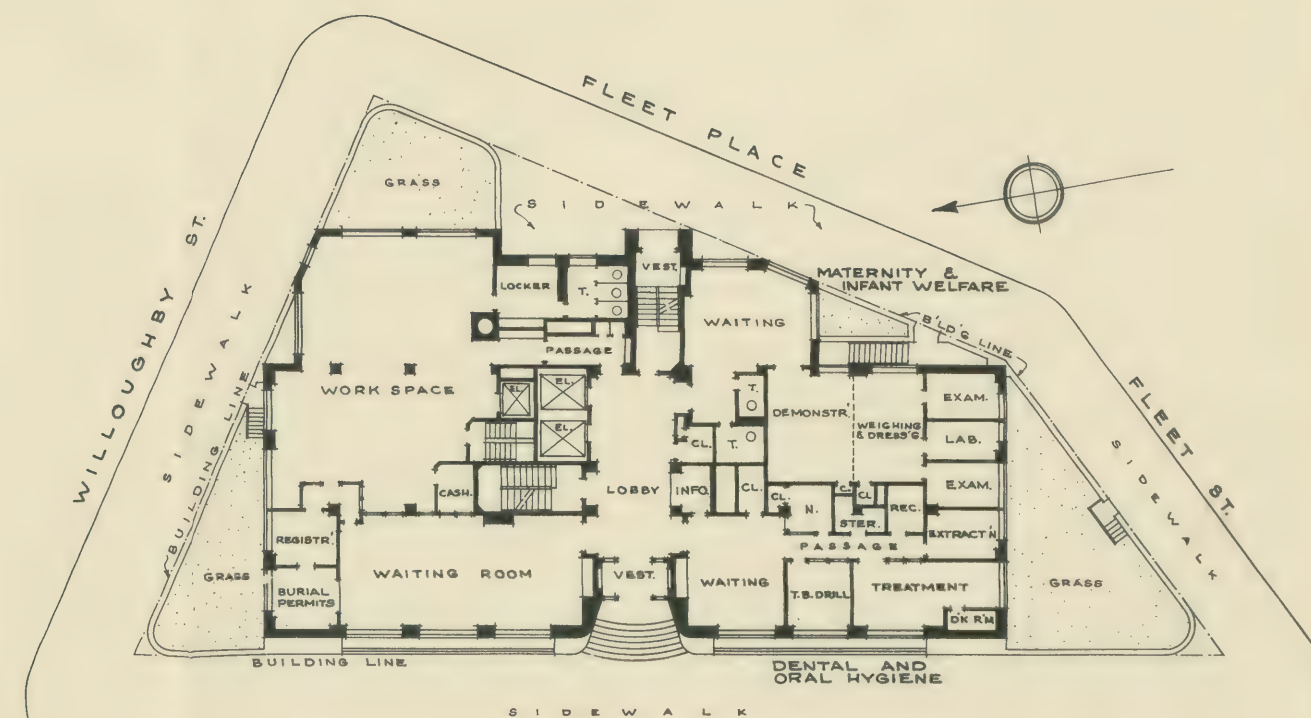 FLEET PLACE
WILLOUGHBY ST.
GRASS
SIDEWALK
VEST.
MATERNITY &
INFANT WELFARE
LOCKER
T.
WAITING
B'LD'G LINE
PASSAGE
FLEET ST.
SIDEWALK
SIDEWALK
BUILDING LINE
WORK SPACE
EL.
EL.
EL.
T.
DEMONSTR.
WEIGHING
& DRESS'G
EXAM.
LAB.
EXAM.
CL.
T.
CASH.
LOBBY
INFO.
CL.
CL.
N.
C.
CL.
STER.
REC.
EXTRACT'N
REGISTR.
PASSAGE
GRASS
WAITING ROOM
VEST.
WAITING
T.B.DRILL
TREATMENT
GRASS
BURIAL
PERMITS
DK R'M
BUILDING LINE
DENTAL AND
ORAL HYGIENE
SIDEWALK